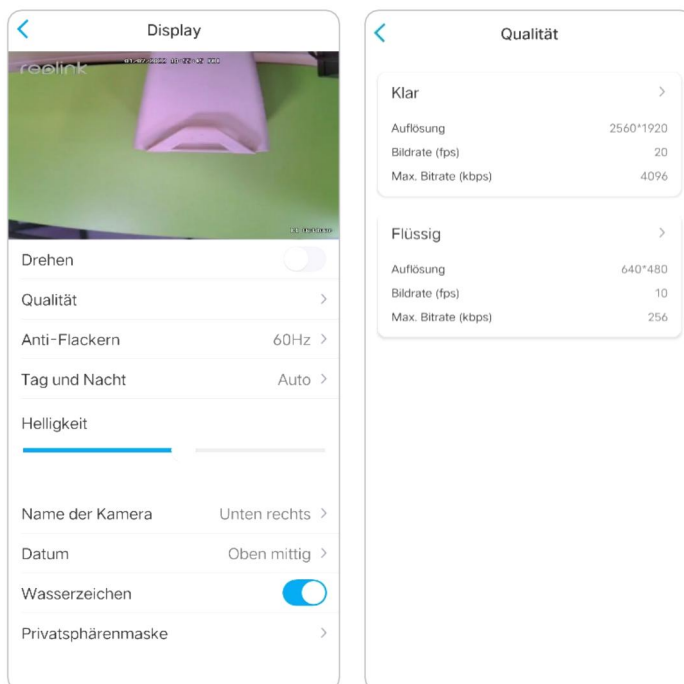 Display
reolink
Drehen
Qualität
Anti-Flackern 60Hz
Tag und Nacht Auto
Helligkeit
Name der Kamera Unten rechts
Datum Oben mittig
Wasserzeichen
Privatsphärenmaske
Qualität
Klar
Auflösung 2560*1920
Bildrate (fps) 20
Max. Bitrate (kbps) 4096
Flüssig
Auflösung 640*480
Bildrate (fps) 10
Max. Bitrate (kbps) 256